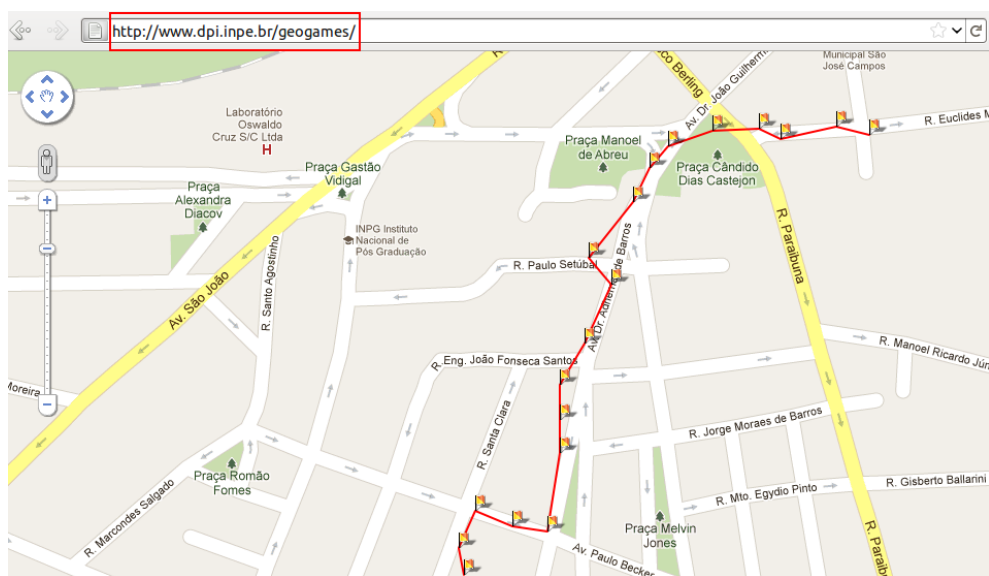 http://www.dpi.inpe.br/geogames/
Municipal São
José Campos
co Berling
Av. Dr. João Guilherm
Laboratório
Oswaldo
Cruz S/C Ltda
H
R. Euclides M
Praça Manoel
de Abreu
Praça Gastão
Vidigal
Praça Cândido
Dias Castejon
Praça
Alexandra
Diacov
INPG Instituto
Nacional de
Pós Graduação
R. Paraibuna
R. Santo Agostinho
R. Paulo Setúbal
Av. Dr. Adhemar de Barros
Av. São João
R. Manoel Ricardo Jún
R. Eng. João Fonseca Santos
Moreira
R. Santa Clara
R. Jorge Moraes de Barros
Praça Romão
Fomes
R. Marcondes Salgado
R. Mto. Egydio Pinto
R. Gisberto Ballarini
Praça Melvin
Jones
Av. Paulo Becker
R. Paraib